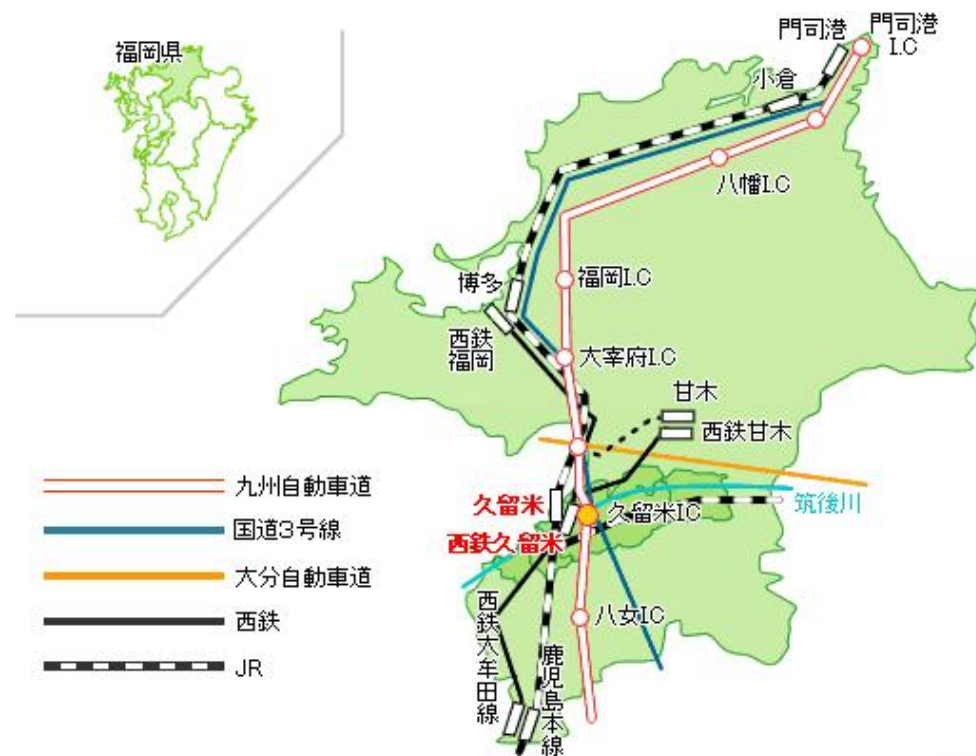 福岡県
門司港
門司港
I.C
小倉
八幡I.C
博多
福岡I.C
西鉄
福岡
大宰府I.C
甘木
西鉄甘木
九州自動車道
久留米
久留米IC
筑後川
国道3号線
西鉄久留米
大分自動車道
西鉄
八女IC
西鉄大牟田線
鹿児島本線
JR